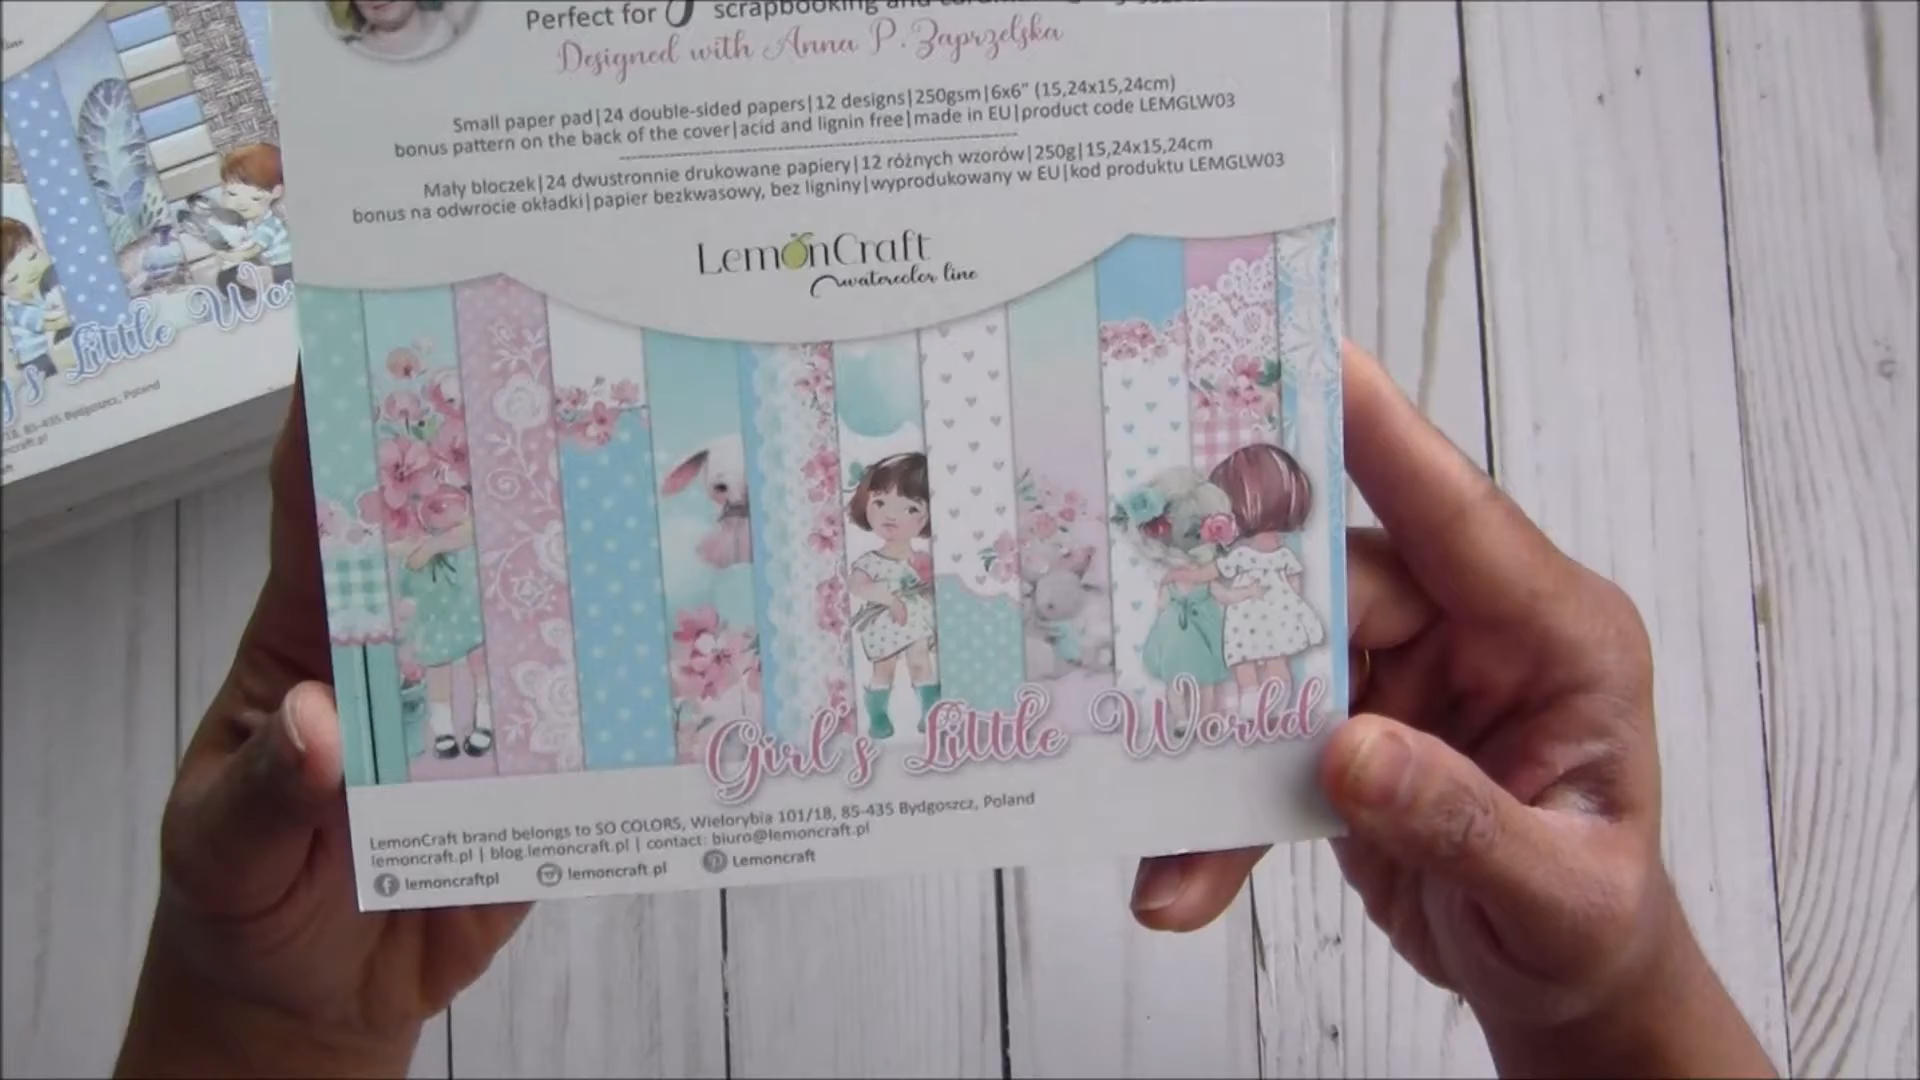 Perfect for scrapbooking and
Designed with Anna P. Zaprzelska
Small paper pad|24 double-sided papers|12 designs|250gsm|6x6" (15,24x15,24cm)
bonus pattern on the back of the cover|acid and lignin free|made in EU|product code LEMGLW03
Mały bloczek|24 dwustronnie drukowane papiery|12 różnych wzorów|250g|15,24x15,24cm
bonus na odwrocie okładki|papier bezkwasowy, bez ligniny|wyprodukowany w EU|kod produktu LEMGLW03
LemonCraft
watercolor line
Girl's Little World
LemonCraft brand belongs to SO COLORS, Wielorybia 101/18, 85-435 Bydgoszcz, Poland
lemoncraft.pl | blog.lemoncraft.pl | contact: biuro@lemoncraft.pl
lemoncraftpl lemoncraft.pl Lemoncraft
Little
85-435 Bydgoszcz, Poland